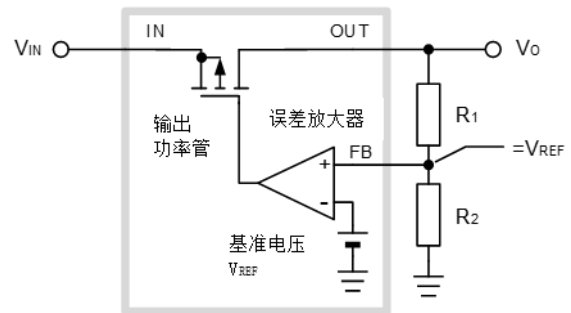 IN
OUT
VIN
VO
输出
功率管
误差放大器
R1
FB
=VREF
+
-
R2
基准电压
VREF